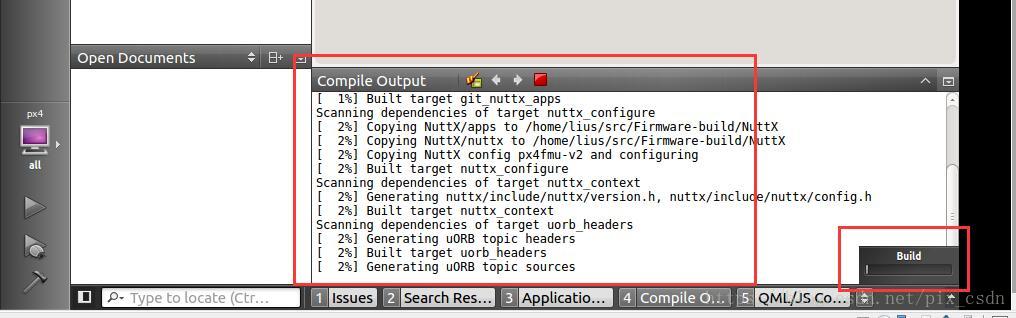 Open Documents
Compile Output
[  1%] Built target git_nuttx_apps
Scanning dependencies of target nuttx_configure
[  2%] Copying NuttX/apps to /home/lius/src/Firmware-build/NuttX
[  2%] Copying NuttX/nuttx to /home/lius/src/Firmware-build/NuttX
[  2%] Copying NuttX config px4fmu-v2 and configuring
[  2%] Built target nuttx_configure
Scanning dependencies of target nuttx_context
[  2%] Generating nuttx/include/nuttx/version.h, nuttx/include/nuttx/config.h
[  2%] Built target nuttx_context
Scanning dependencies of target uorb_headers
[  2%] Generating uORB topic headers
[  2%] Built target uorb_headers
[  2%] Generating uORB topic sources
px4
all
Build
Type to locate (Ctr...
1 Issues
2 Search Res...
3 Applicatio...
4 Compile O...
5 QML/JS Co...
.net/pix_csdn